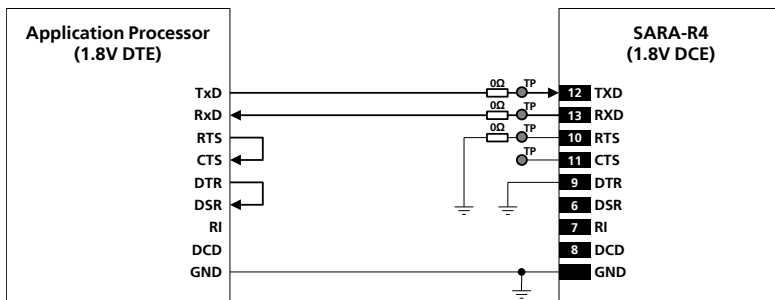 Application Processor
(1.8V DTE)
SARA-R4
(1.8V DCE)
TxD 0Ω TP 12 TXD
RxD 0Ω TP 13 RXD
RTS 0Ω TP 10 RTS
CTS TP 11 CTS
DTR 9 DTR
DSR 6 DSR
RI 7 RI
DCD 8 DCD
GND GND